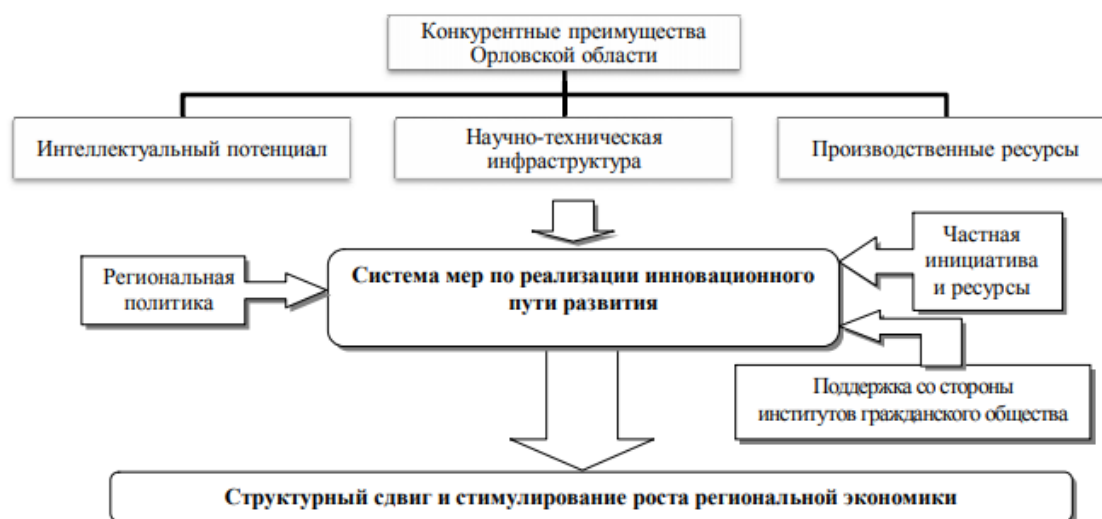 Конкурентные преимущества
Орловской области
Интеллектуальный потенциал
Научно-техническая
инфраструктура
Производственные ресурсы
Региональная
политика
Система мер по реализации инновационного
пути развития
Частная
инициатива
и ресурсы
Поддержка со стороны
институтов гражданского общества
Структурный сдвиг и стимулирование роста региональной экономики